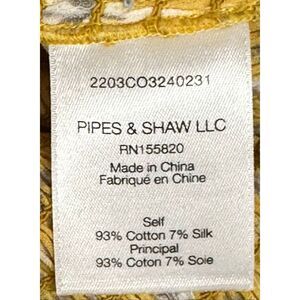 2203CO3240231
PIPES & SHAW LLC
RN155820
Made in China
Fabriqué en Chine
Self
93% Cotton 7% Silk
Principal
93% Coton 7% Soie